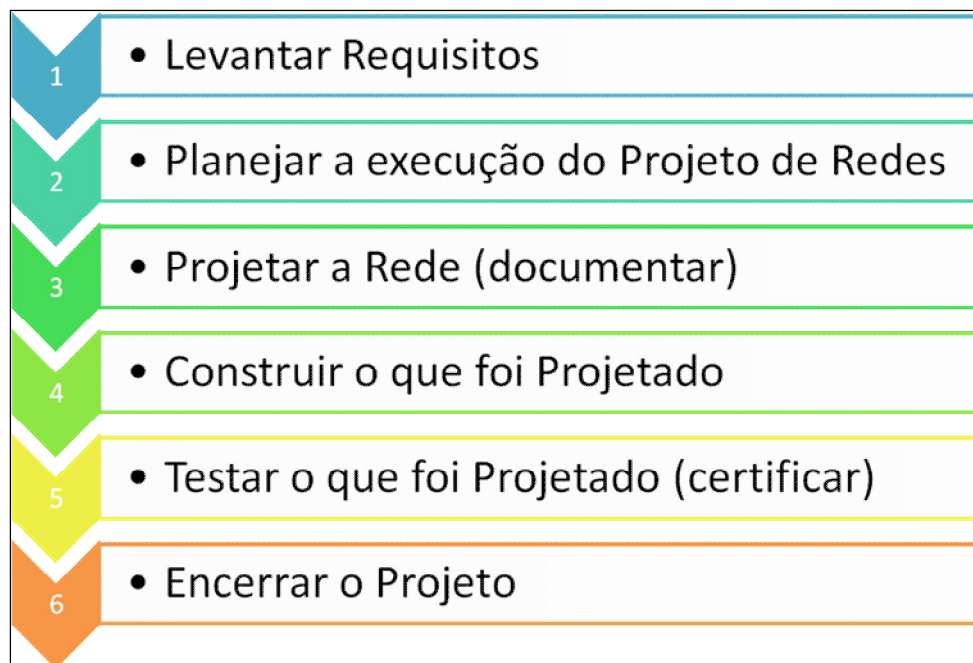 1 • Levantar Requisitos
2 • Planejar a execução do Projeto de Redes
3 • Projetar a Rede (documentar)
4 • Construir o que foi Projetado
5 • Testar o que foi Projetado (certificar)
6 • Encerrar o Projeto